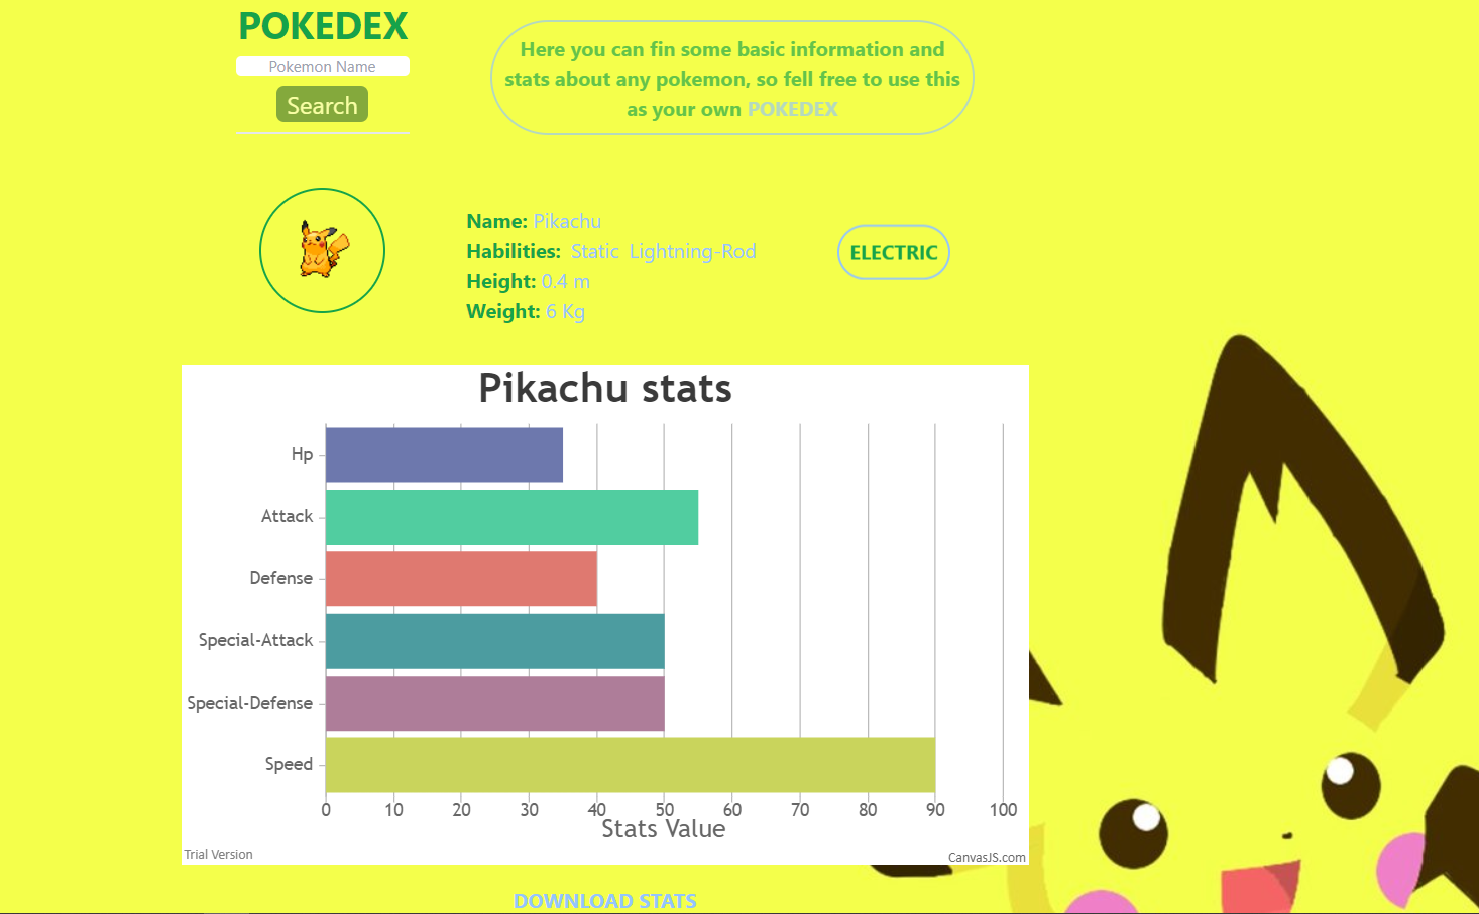 POKEDEX
Pokemon Name
Search
Here you can fin some basic information and
stats about any pokemon, so fell free to use this
as your own POKEDEX
Name: Pikachu
Habilities: Static Lightning-Rod
Height: 0.4 m
Weight: 6 Kg
ELECTRIC
Pikachu stats
Hp
Attack
Defense
Special-Attack
Special-Defense
Speed
0 10 20 30 40 50 60 70 80 90 100
Stats Value
Trial Version
CanvasJS.com
DOWNLOAD STATS